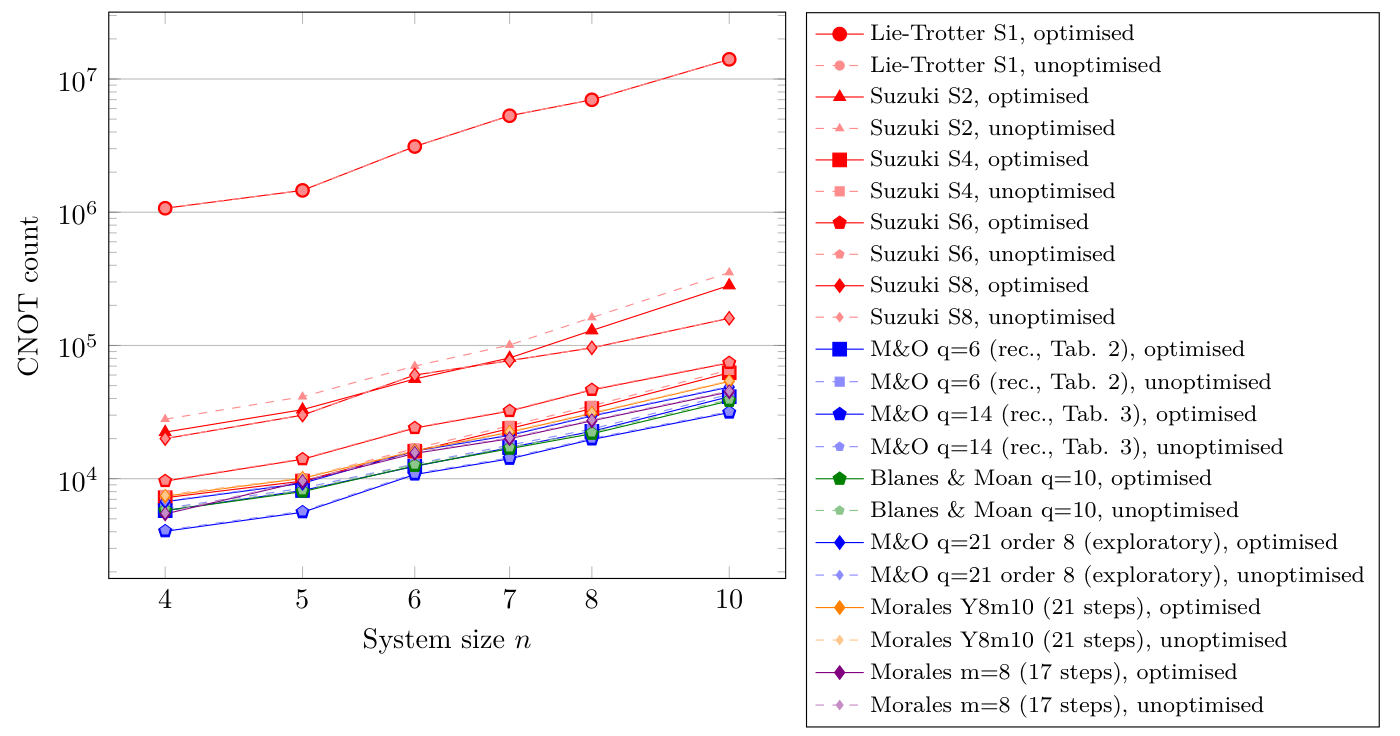 10^7
10^6
10^5
10^4
CNOT count
4 5 6 7 8 10
System size n
Lie-Trotter S1, optimised
Lie-Trotter S1, unoptimised
Suzuki S2, optimised
Suzuki S2, unoptimised
Suzuki S4, optimised
Suzuki S4, unoptimised
Suzuki S6, optimised
Suzuki S6, unoptimised
Suzuki S8, optimised
Suzuki S8, unoptimised
M&O q=6 (rec., Tab. 2), optimised
M&O q=6 (rec., Tab. 2), unoptimised
M&O q=14 (rec., Tab. 3), optimised
M&O q=14 (rec., Tab. 3), unoptimised
Blanes & Moan q=10, optimised
Blanes & Moan q=10, unoptimised
M&O q=21 order 8 (exploratory), optimised
M&O q=21 order 8 (exploratory), unoptimised
Morales Y8m10 (21 steps), optimised
Morales Y8m10 (21 steps), unoptimised
Morales m=8 (17 steps), optimised
Morales m=8 (17 steps), unoptimised